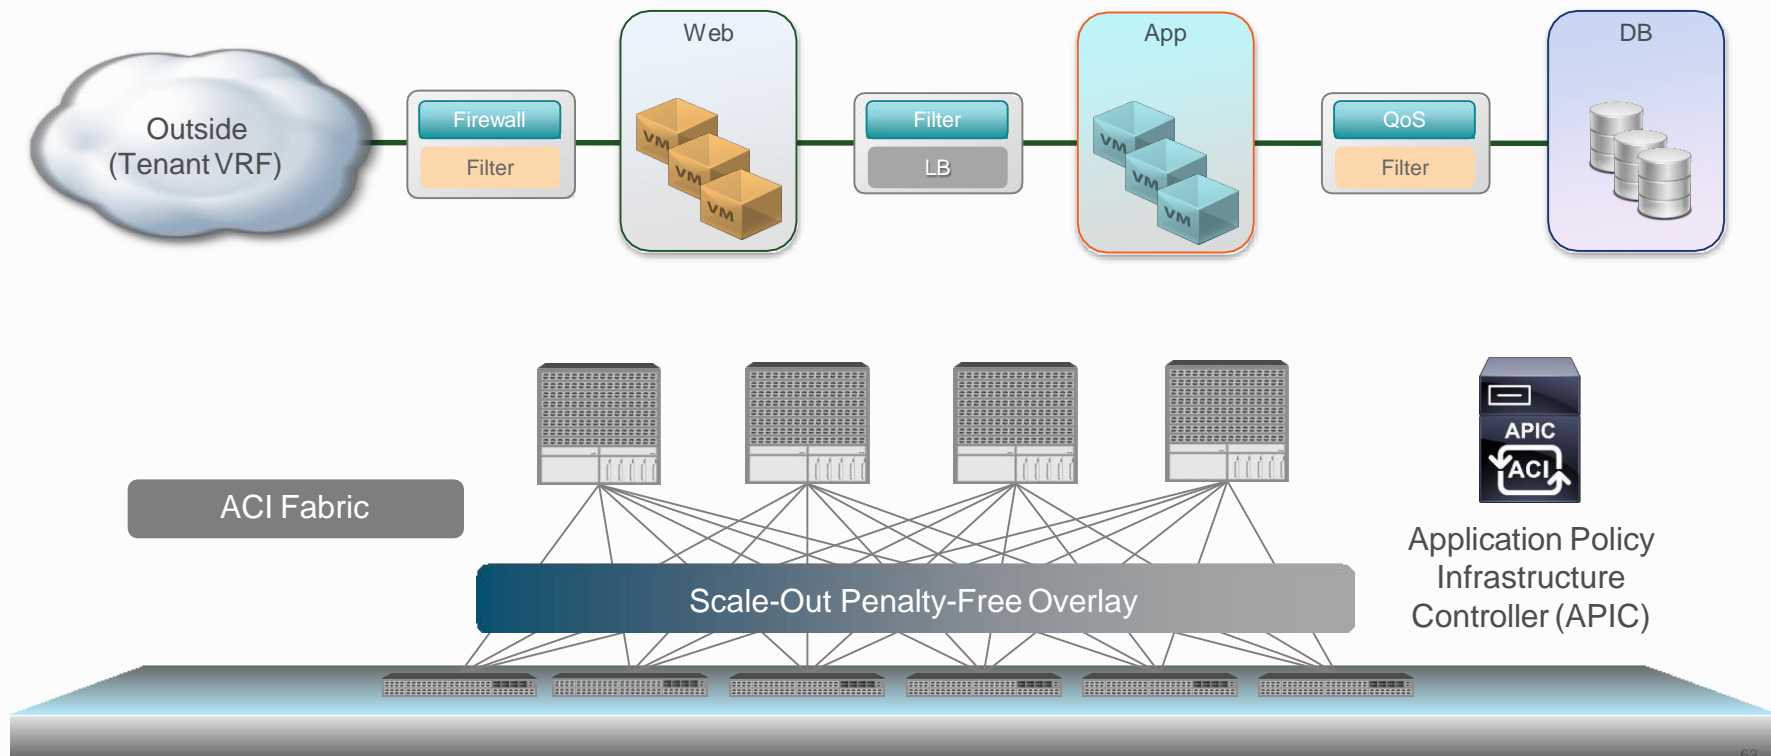 Web
App
DB
Outside
(Tenant VRF)
Firewall
Filter
Filter
LB
QoS
Filter
VM
VM
VM
VM
VM
VM
APIC
ACI
ACI Fabric
Application Policy
Infrastructure
Controller (APIC)
Scale-Out Penalty-Free Overlay
63